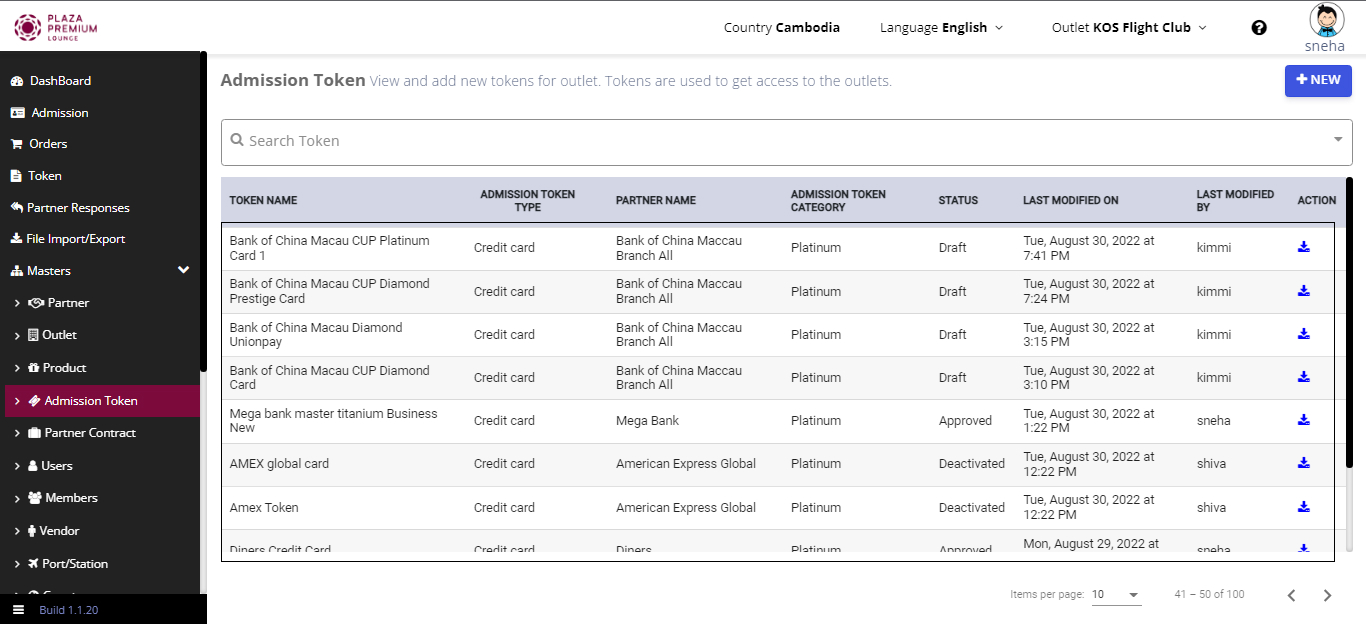 PLAZA
PREMIUM
LOUNGE
Country Cambodia
Language English
Outlet KOS Flight Club
sneha
DashBoard
Admission
Orders
Token
Partner Responses
File Import/Export
Masters
Partner
Outlet
Product
Admission Token
Partner Contract
Users
Members
Vendor
Port/Station
Build 1.1.20
Admission Token View and add new tokens for outlet. Tokens are used to get access to the outlets.
NEW
Search Token
TOKEN NAME
ADMISSION TOKEN
TYPE
PARTNER NAME
ADMISSION TOKEN
CATEGORY
STATUS
LAST MODIFIED ON
LAST MODIFIED
BY
ACTION
Bank of China Macau CUP Platinum
Card 1
Credit card
Bank of China Maccau
Branch All
Platinum
Draft
Tue, August 30, 2022 at
7:41 PM
kimmi
Bank of China Macau CUP Diamond
Prestige Card
Credit card
Bank of China Maccau
Branch All
Platinum
Draft
Tue, August 30, 2022 at
7:24 PM
kimmi
Bank of China Macau Diamond
Unionpay
Credit card
Bank of China Maccau
Branch All
Platinum
Draft
Tue, August 30, 2022 at
3:15 PM
kimmi
Bank of China Macau CUP Diamond
Card
Credit card
Bank of China Maccau
Branch All
Platinum
Draft
Tue, August 30, 2022 at
3:10 PM
kimmi
Mega bank master titanium Business
New
Credit card
Mega Bank
Platinum
Approved
Tue, August 30, 2022 at
1:22 PM
sneha
AMEX global card
Credit card
American Express Global
Platinum
Deactivated
Tue, August 30, 2022 at
12:22 PM
shiva
Amex Token
Credit card
American Express Global
Platinum
Deactivated
Tue, August 30, 2022 at
12:22 PM
shiva
Diners Credit Card
Credit card
Diners
Platinum
Approved
Mon, August 29, 2022 at
sneha
Items per page: 10
41 – 50 of 100